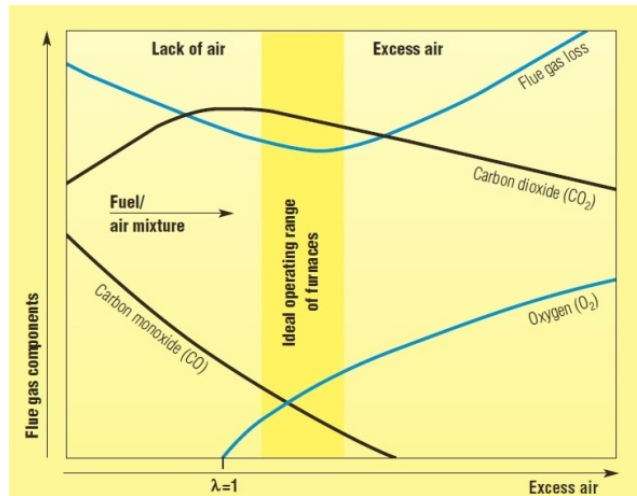 Lack of air
Excess air
Flue gas loss
Carbon dioxide (CO₂)
Fuel/
air mixture
Ideal operating range
of furnaces
Carbon monoxide (CO)
Oxygen (O₂)
Flue gas components
λ=1
Excess air